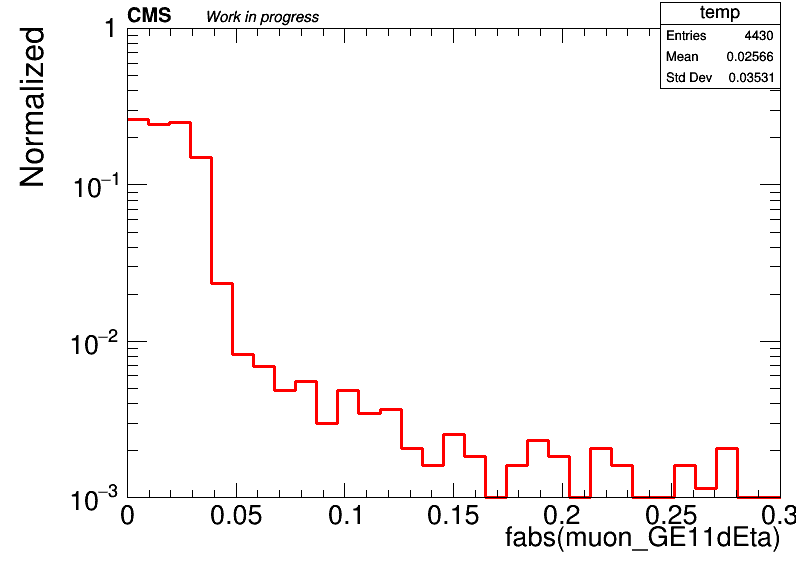 CMS Work in progress
temp
Entries 4430
Mean 0.02566
Std Dev 0.03531
Normalized
1
10⁻¹
10⁻²
10⁻³
0 0.05 0.1 0.15 0.2 0.25 0.3
fabs(muon_GE11dEta)